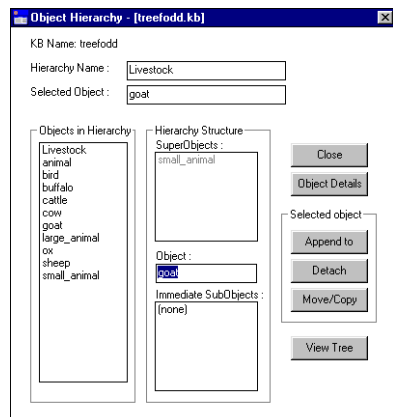 Object Hierarchy - [treefodd.kb]
KB Name: treefodd
Hierarchy Name :
Livestock
Selected Object :
goat
Objects in Hierarchy
Livestock
animal
bird
buffalo
cattle
cow
goat
large_animal
ox
sheep
small_animal
Hierarchy Structure
SuperObjects :
small_animal
Object :
goat
Immediate SubObjects :
(none)
Close
Object Details
Selected object
Append to
Detach
Move/Copy
View Tree